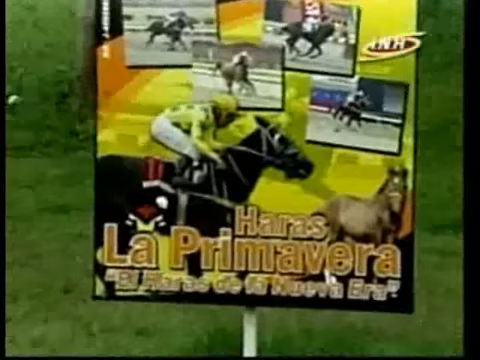 INH
Haras
La Primavera
"El Haras de la Nueva Era"